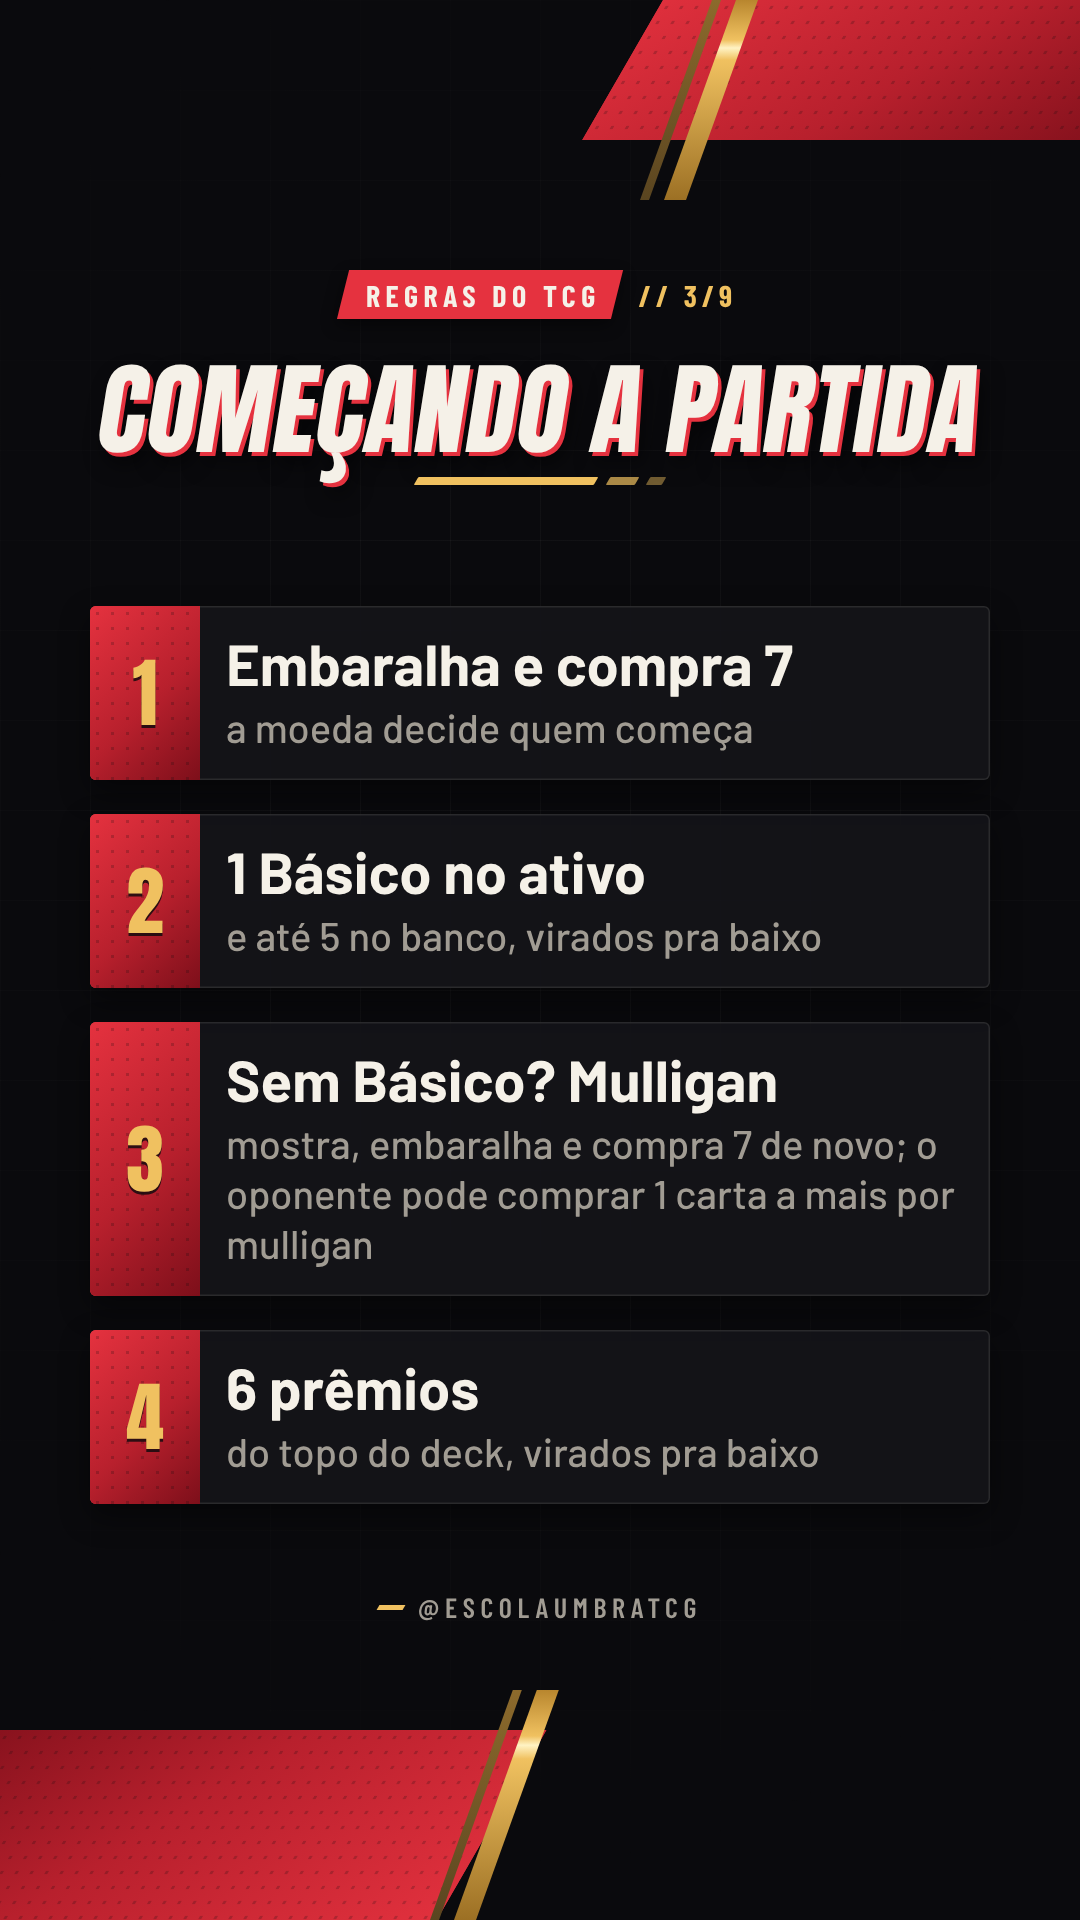 REGRAS DO TCG // 3/9
COMEÇANDO A PARTIDA
1
Embaralha e compra 7
a moeda decide quem começa
2
1 Básico no ativo
e até 5 no banco, virados pra baixo
3
Sem Básico? Mulligan
mostra, embaralha e compra 7 de novo; o
oponente pode comprar 1 carta a mais por
mulligan
4
6 prêmios
do topo do deck, virados pra baixo
@ESCOLAUMBRATCG